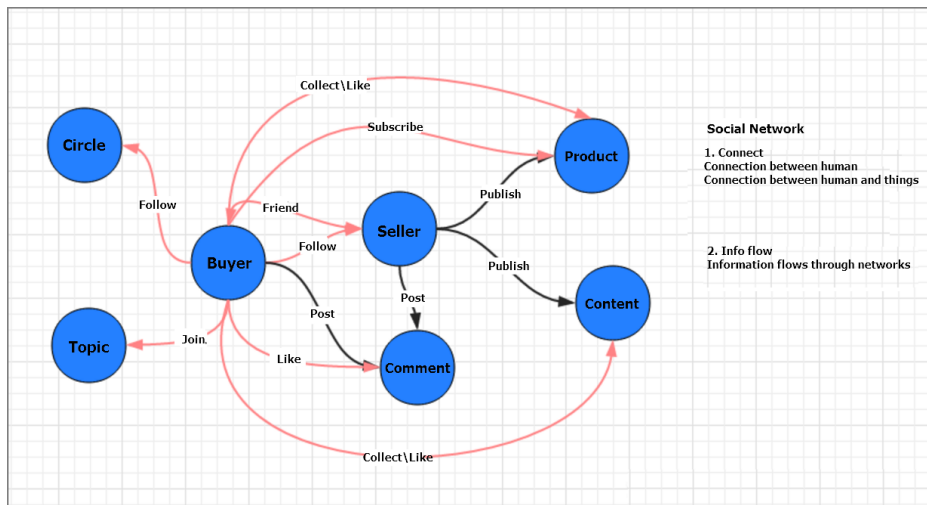 Collect\Like
Subscribe
Circle
Product
Social Network
1. Connect
Connection between human
Connection between human and things
Publish
Follow
Friend
Seller
Follow
Buyer
Publish
2. Info flow
Information flows through networks
Post
Content
Post
Join.
Topic
Like
Comment
Collect\Like